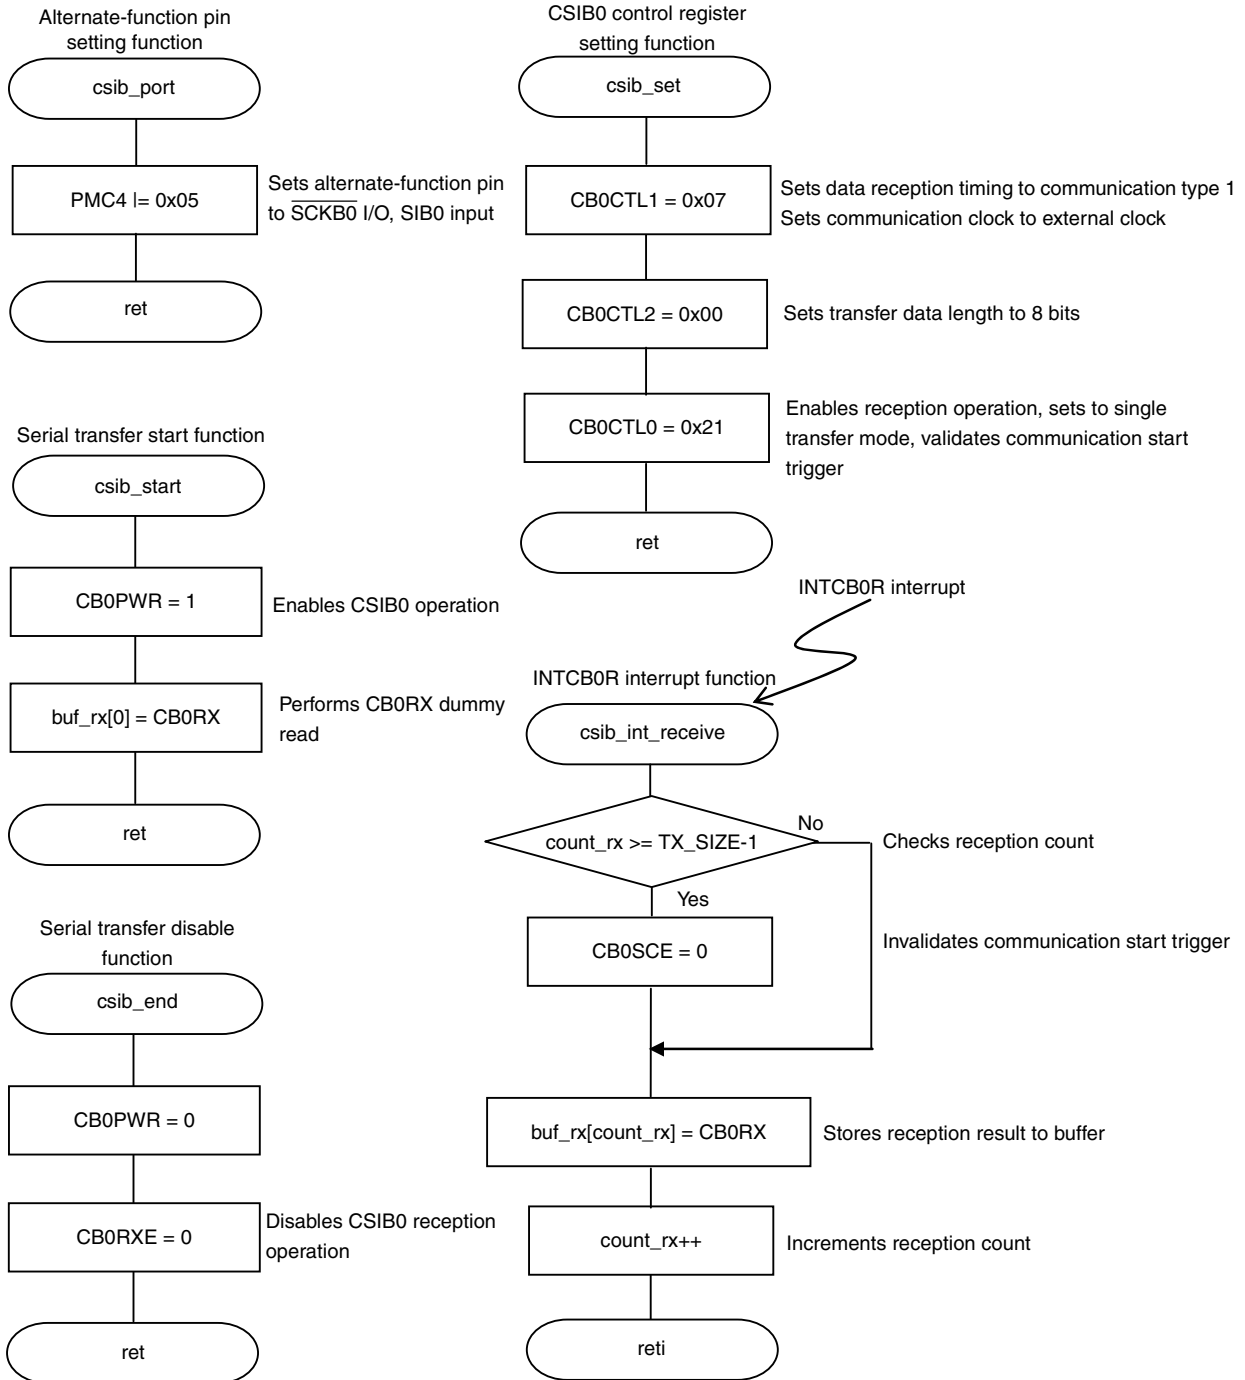 Alternate-function pin
setting function
csib_port
PMC4 |= 0x05
Sets alternate-function pin
to SCKB0 I/O, SIB0 input
ret
Serial transfer start function
csib_start
CB0PWR = 1
Enables CSIB0 operation
buf_rx[0] = CB0RX
Performs CB0RX dummy
read
ret
Serial transfer disable
function
csib_end
CB0PWR = 0
CB0RXE = 0
Disables CSIB0 reception
operation
ret
CSIB0 control register
setting function
csib_set
CB0CTL1 = 0x07
Sets data reception timing to communication type 1
Sets communication clock to external clock
CB0CTL2 = 0x00
Sets transfer data length to 8 bits
CB0CTL0 = 0x21
Enables reception operation, sets to single
transfer mode, validates communication start
trigger
ret
INTCB0R interrupt
INTCB0R interrupt function
csib_int_receive
count_rx >= TX_SIZE-1
No
Checks reception count
Yes
CB0SCE = 0
Invalidates communication start trigger
buf_rx[count_rx] = CB0RX
Stores reception result to buffer
count_rx++
Increments reception count
reti